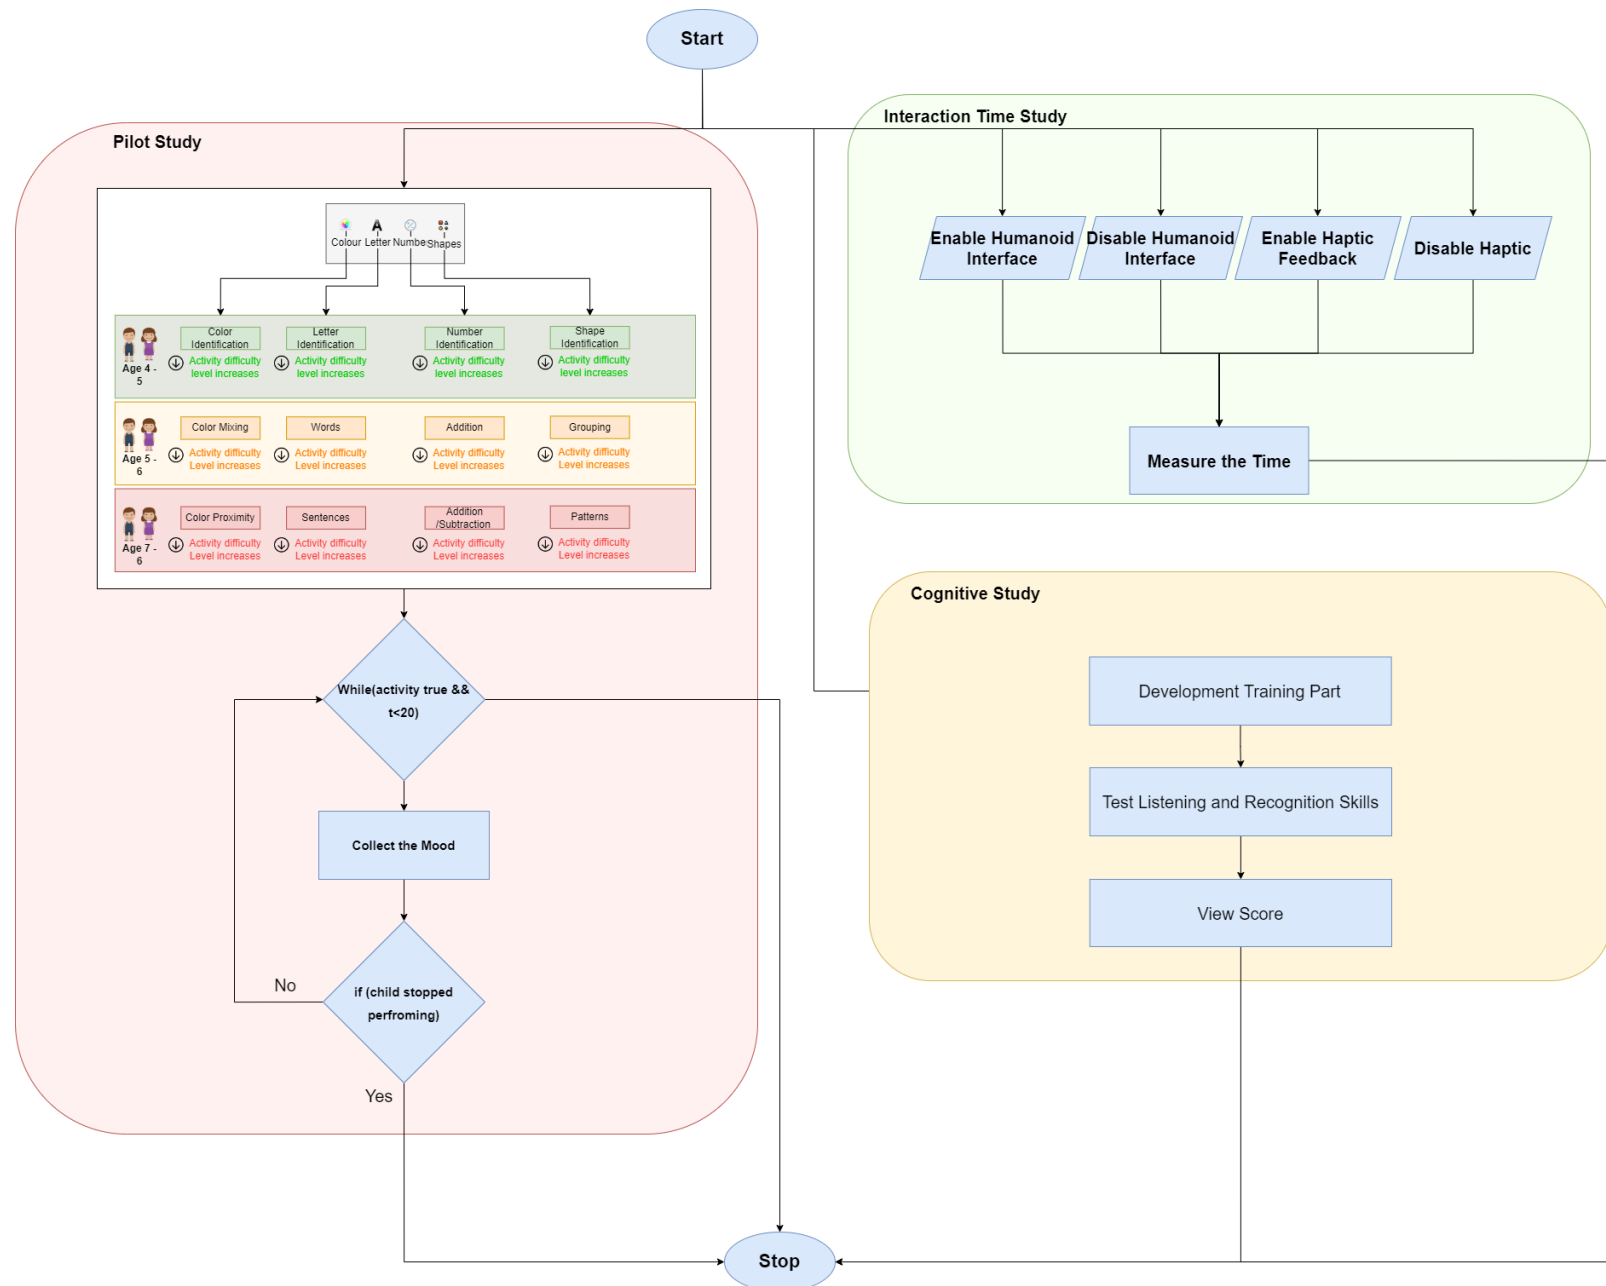 Start
Pilot Study
Interaction Time Study
Colour
Letter
Numbe
Shapes
Enable Humanoid
Interface
Disable Humanoid
Interface
Enable Haptic
Feedback
Disable Haptic
Age 4 -
5
Color
Identification
Activity difficulty
level increases
Letter
Identification
Activity difficulty
level increases
Number
Identification
Activity difficulty
level increases
Shape
Identification
Activity difficulty
level increases
Age 5 -
6
Color Mixing
Activity difficulty
Level increases
Words
Activity difficulty
Level increases
Addition
Activity difficulty
Level increases
Grouping
Activity difficulty
Level increases
Age 7 -
6
Color Proximity
Activity difficulty
Level increases
Sentences
Activity difficulty
Level increases
Addition
/Subtraction
Activity difficulty
Level increases
Patterns
Activity difficulty
Level increases
Measure the Time
Cognitive Study
Development Training Part
Test Listening and Recognition Skills
View Score
While(activity true &&
t<20)
Collect the Mood
if (child stopped
perfroming)
No
Yes
Stop